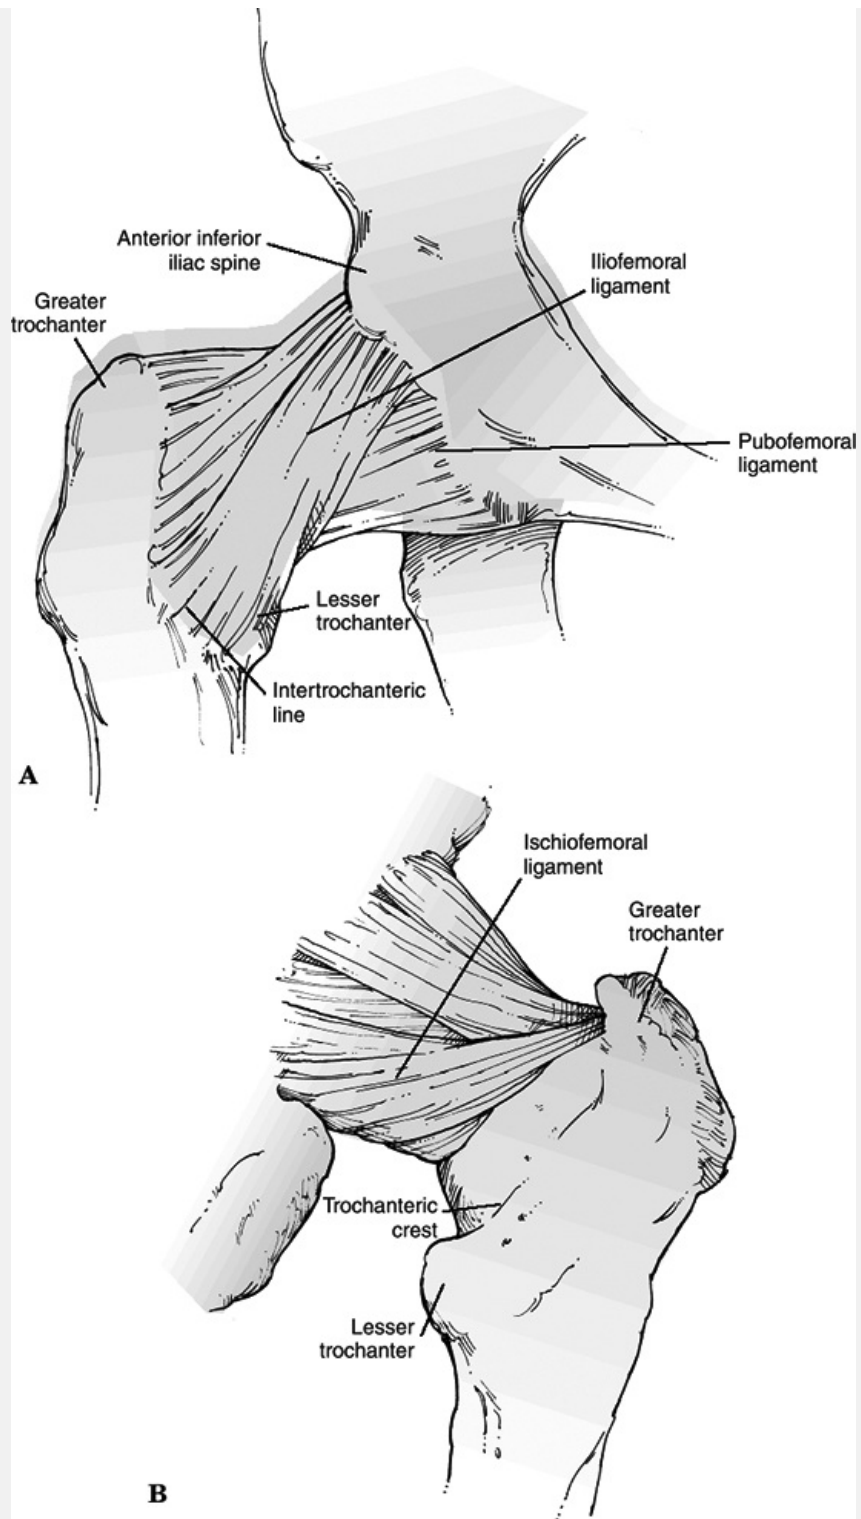 Anterior inferior
iliac spine
Iliofemoral
ligament
Greater
trochanter
Pubofemoral
ligament
Lesser
trochanter
Intertrochanteric
line
A
Ischiofemoral
ligament
Greater
trochanter
Trochanteric
crest
Lesser
trochanter
B